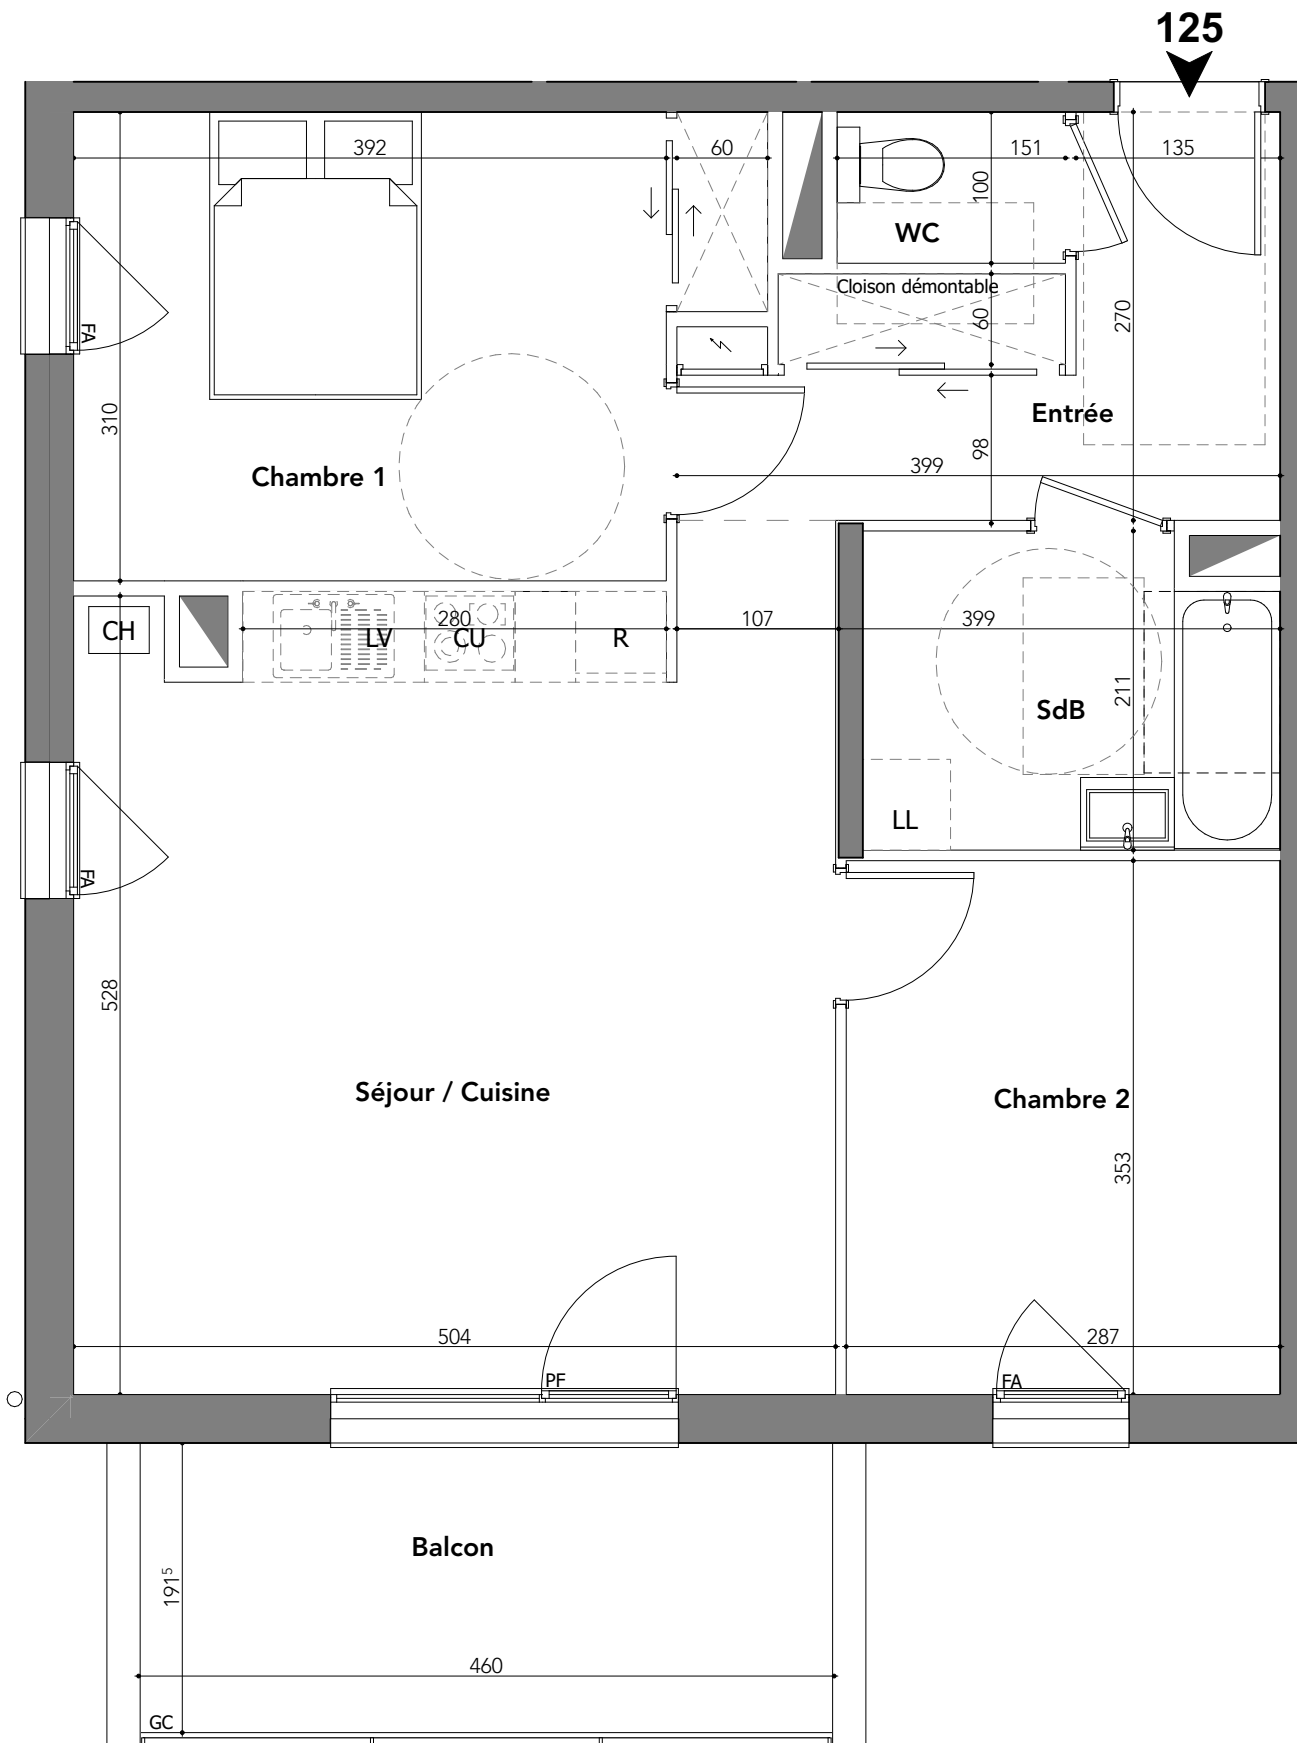 125
392
60
151
135
100
WC
Cloison démontable
60
270
FA
310
Entrée
98
399
Chambre 1
CH
280
LV
CU
R
107
399
211
SdB
LL
FA
528
Séjour / Cuisine
Chambre 2
353
504
287
PF
FA
Balcon
191⁵
460
GC